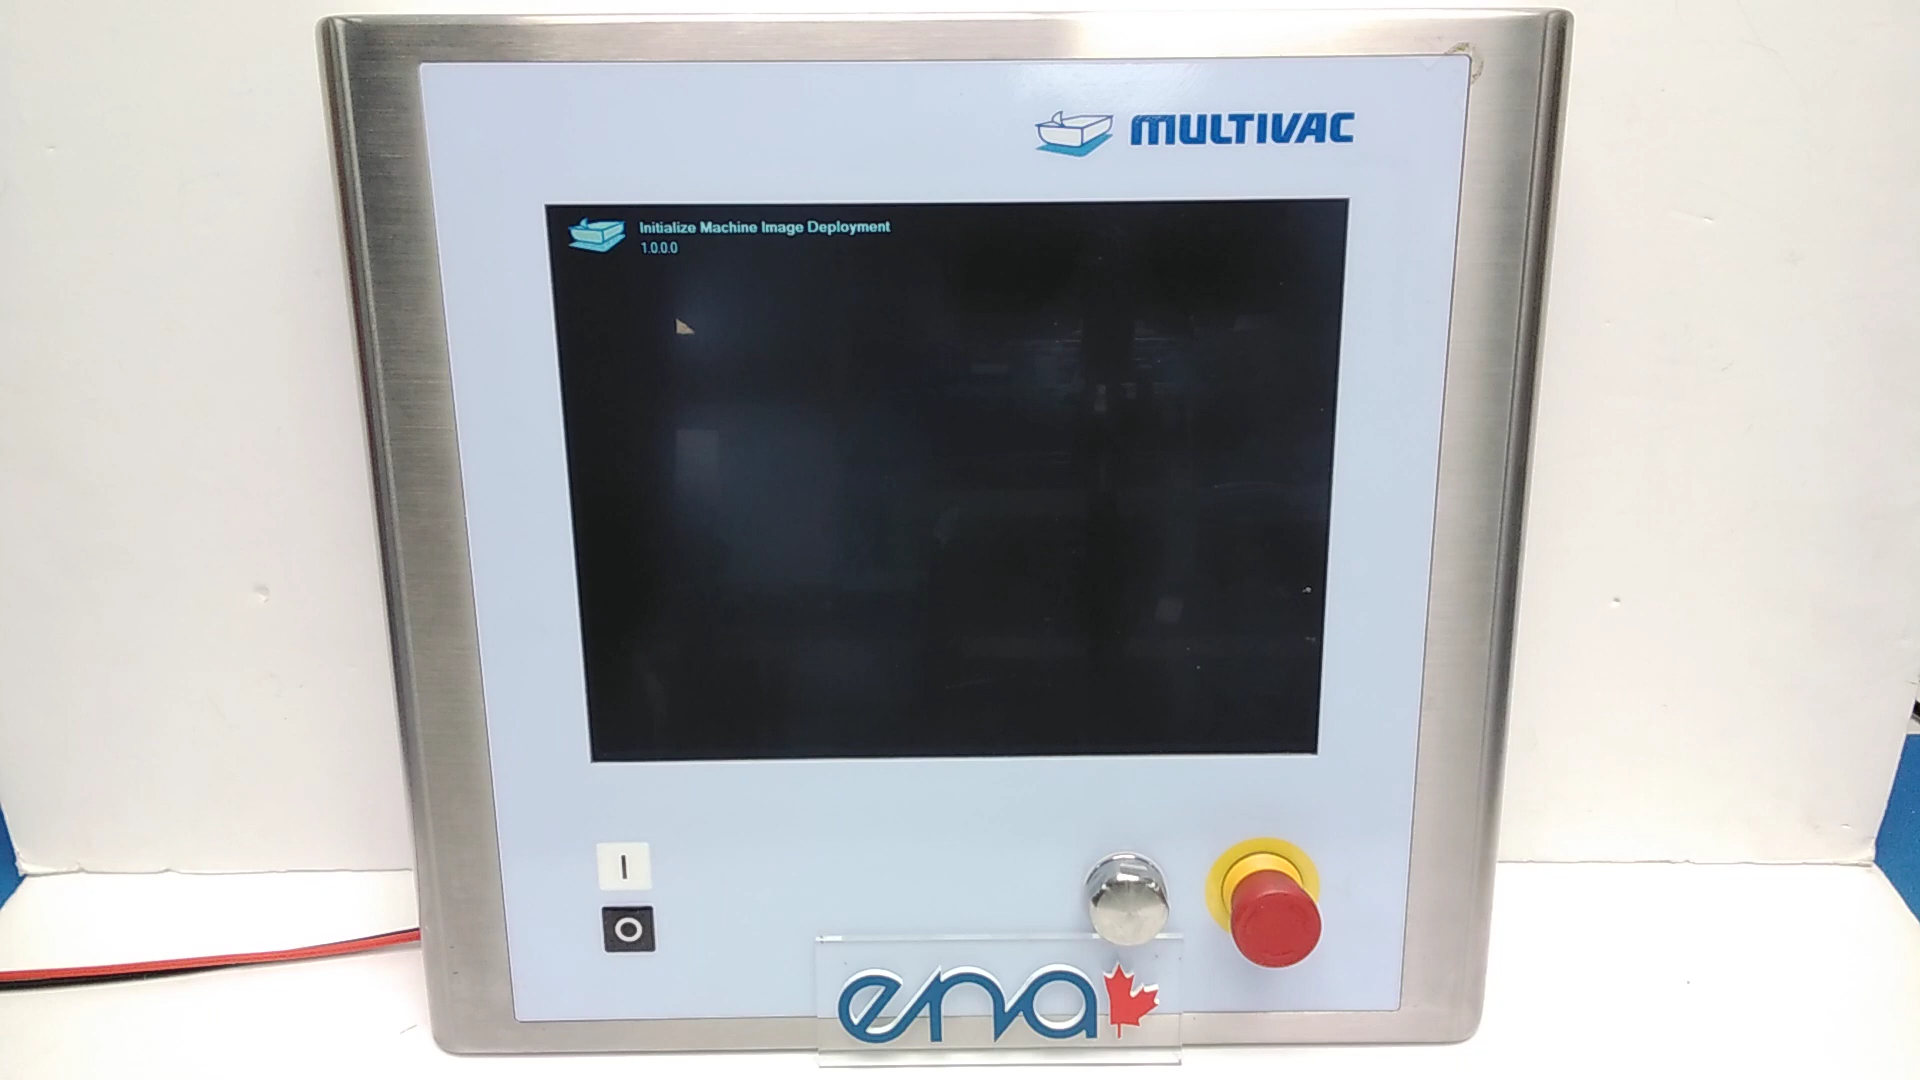 MULTIVAC
Initialize Machine Image Deployment
1.0.0.0
I
O
ena